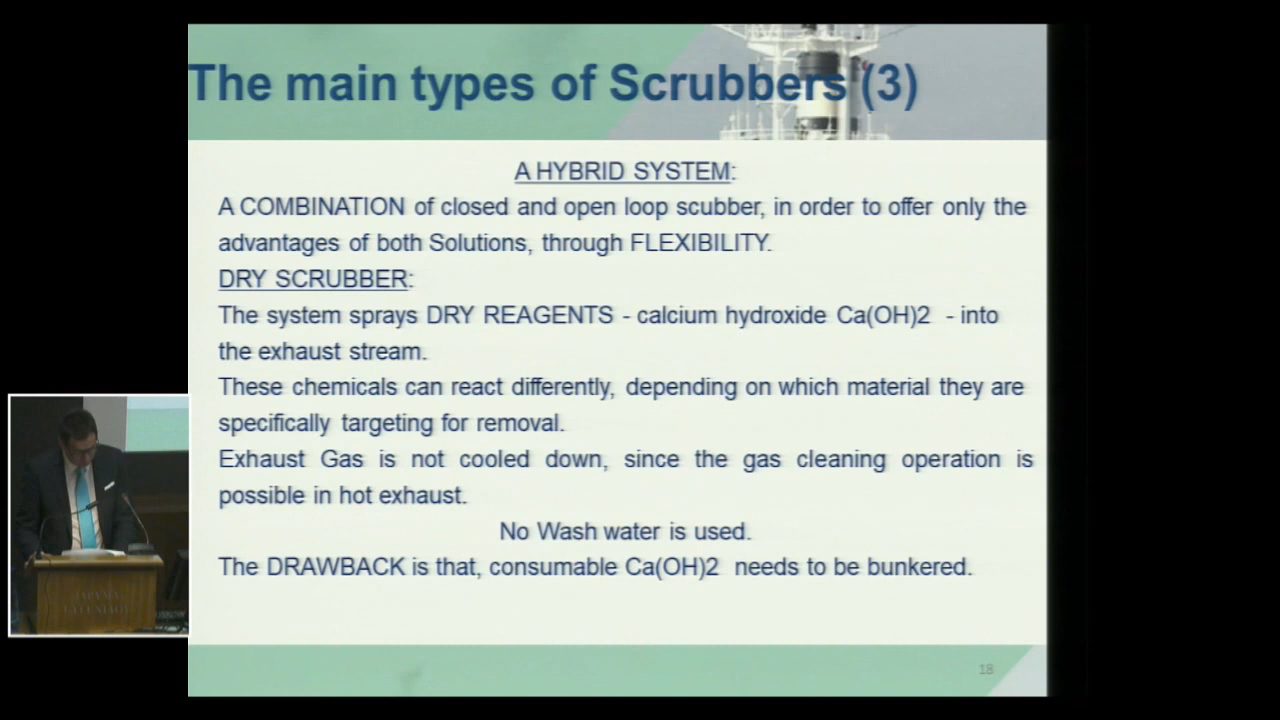 The main types of Scrubbers (3)
A HYBRID SYSTEM:
A COMBINATION of closed and open loop scubber, in order to offer only the
advantages of both Solutions, through FLEXIBILITY.
DRY SCRUBBER:
The system sprays DRY REAGENTS - calcium hydroxide Ca(OH)2 - into
the exhaust stream.
These chemicals can react differently, depending on which material they are
specifically targeting for removal.
Exhaust Gas is not cooled down, since the gas cleaning operation is
possible in hot exhaust.
No Wash water is used.
The DRAWBACK is that, consumable Ca(OH)2 needs to be bunkered.
18